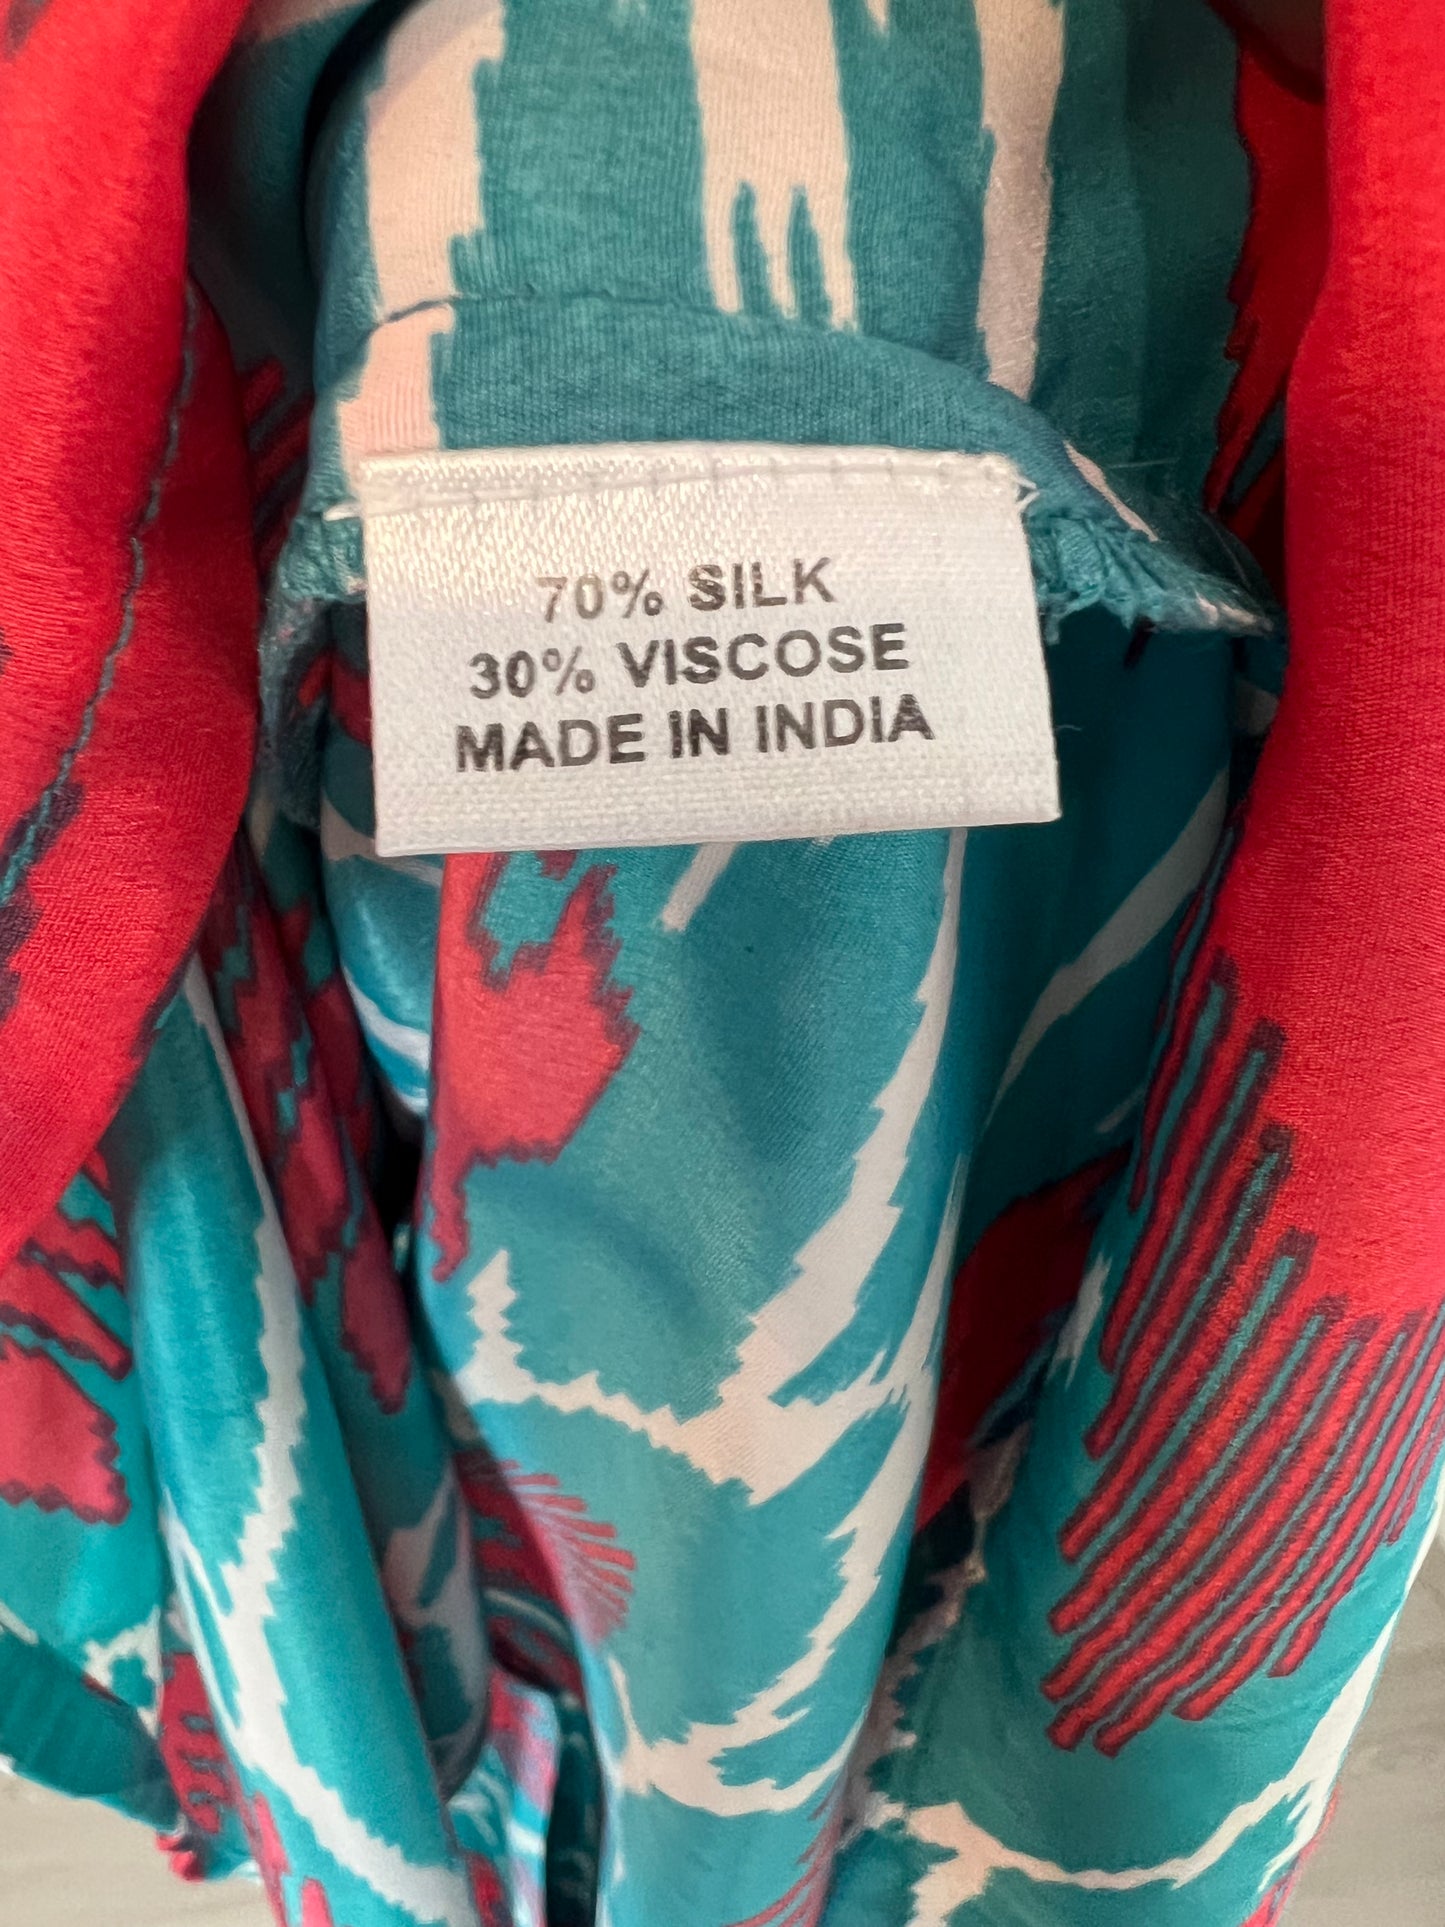 70% SILK
30% VISCOSE
MADE IN INDIA